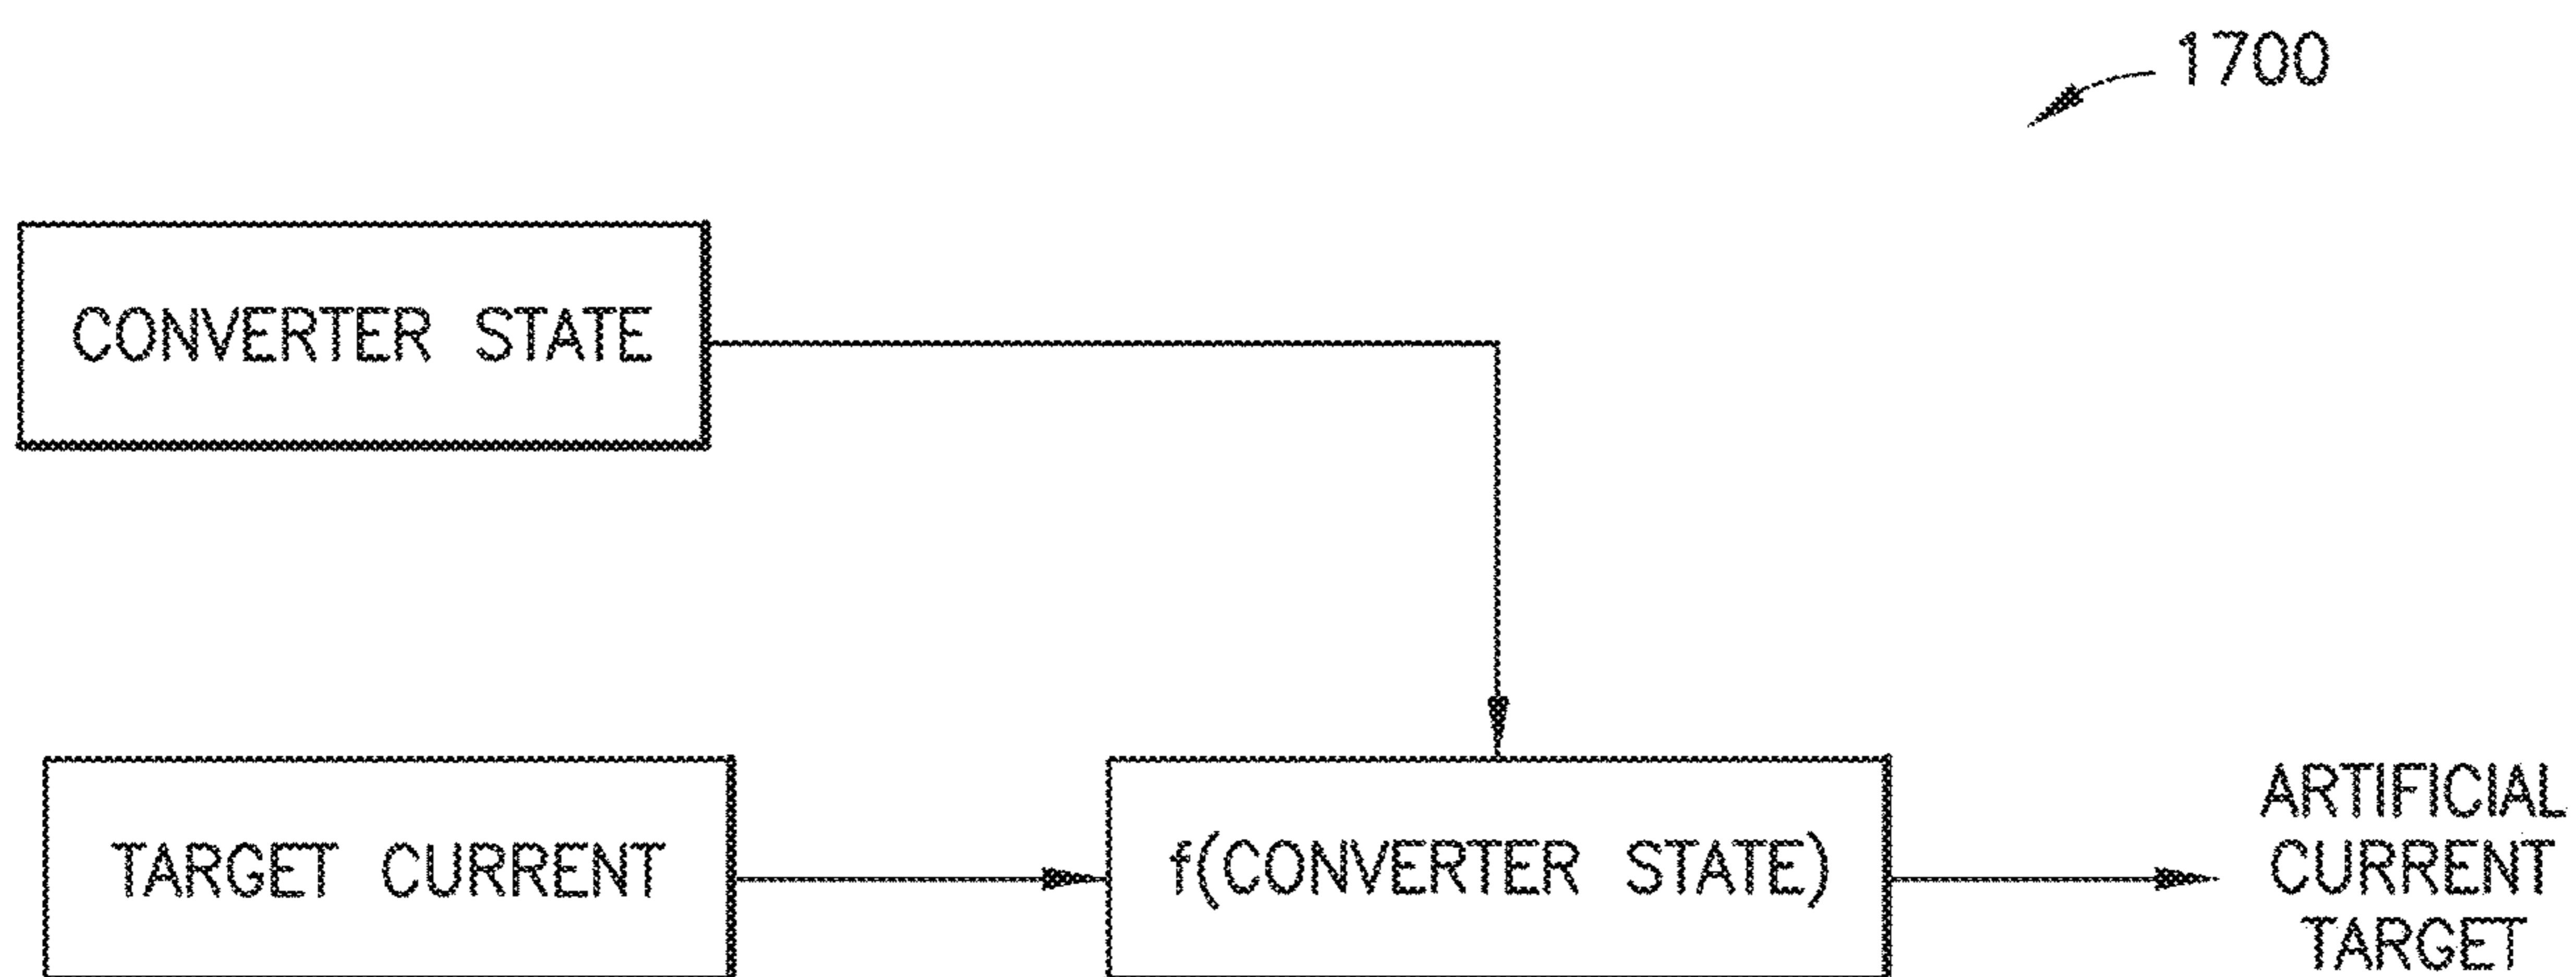 1700
CONVERTER STATE
TARGET CURRENT
f(CONVERTER STATE)
ARTIFICIAL
CURRENT
TARGET